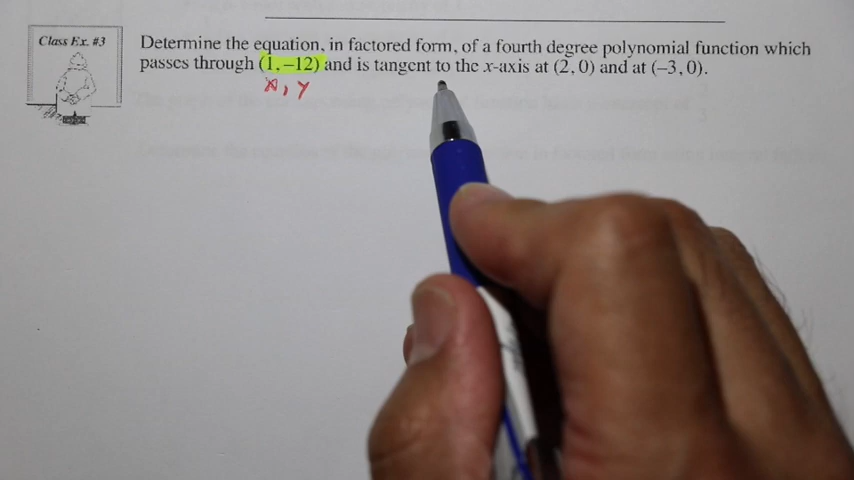 Class Ex. #3
Determine the equation, in factored form, of a fourth degree polynomial function which
passes through (1, −12) and is tangent to the x-axis at (2, 0) and at (−3, 0).
x, y